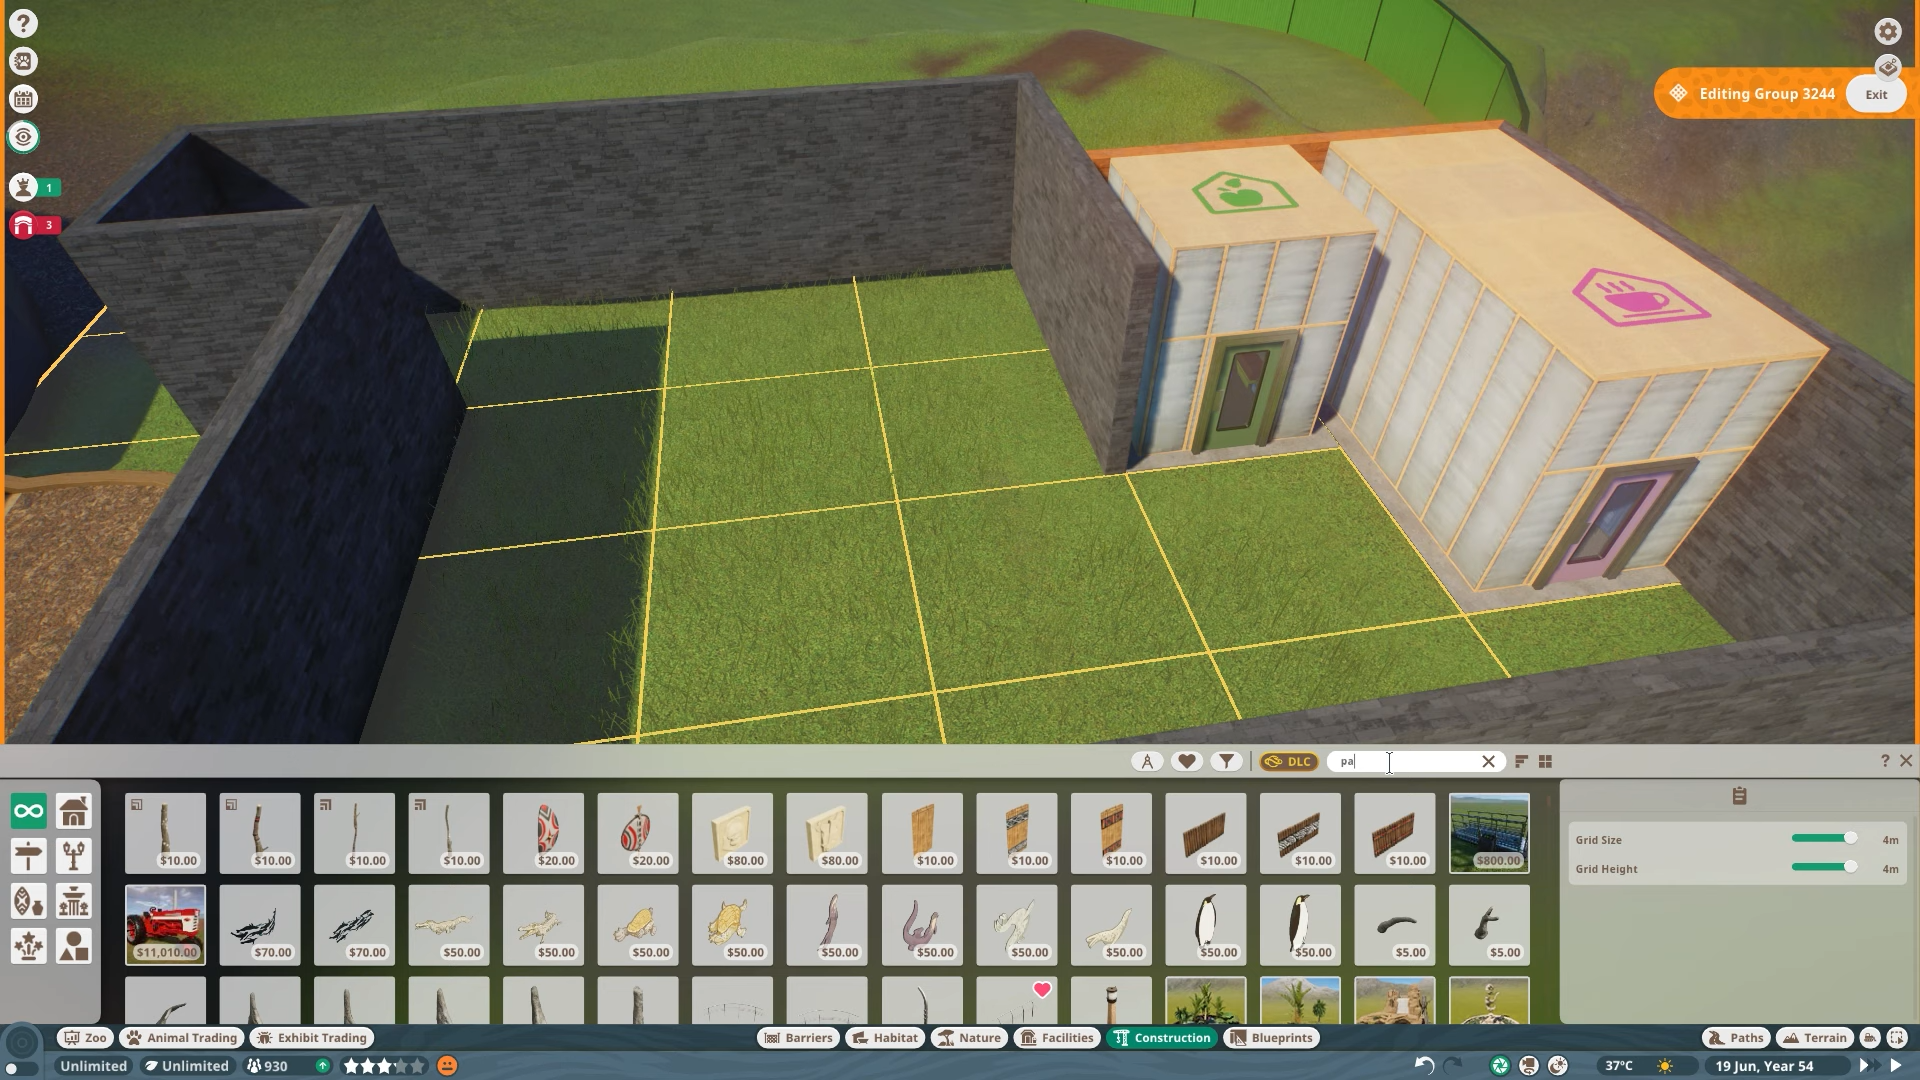 ?
1
3
Editing Group 3244
Exit
DLC
pa
?
$10.00 $10.00 $10.00 $10.00 $20.00 $20.00 $80.00 $80.00 $10.00 $10.00 $10.00 $10.00 $10.00 $10.00 $800.00
$11,010.00 $70.00 $70.00 $50.00 $50.00 $50.00 $50.00 $50.00 $50.00 $50.00 $50.00 $50.00 $50.00 $5.00 $5.00
Grid Size 4m
Grid Height 4m
Zoo Animal Trading Exhibit Trading Barriers Habitat Nature Facilities Construction Blueprints Paths Terrain
Unlimited Unlimited 930 37°C 19 Jun, Year 54